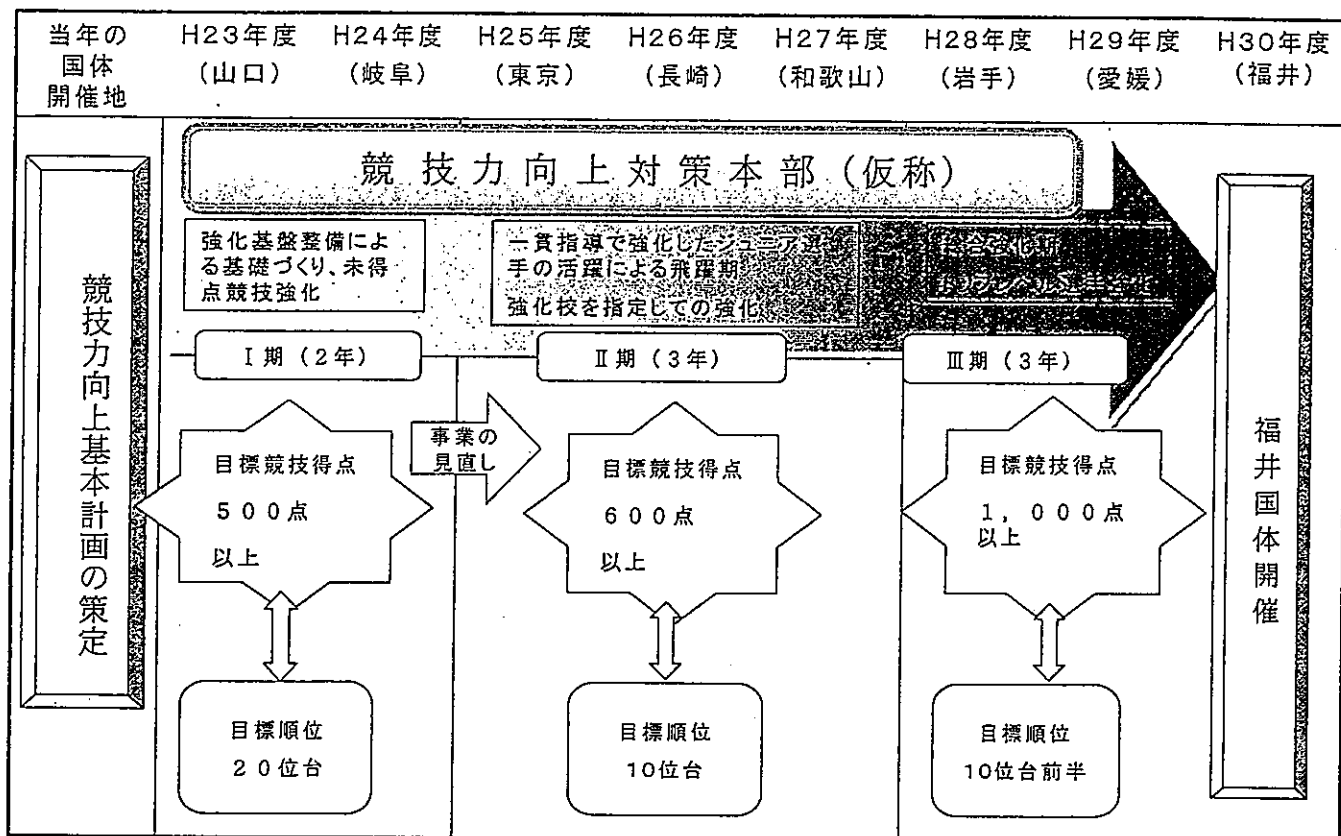 当年の
国体
開催地
H23年度
(山口)
H24年度
(岐阜)
H25年度
(東京)
H26年度
(長崎)
H27年度
(和歌山)
H28年度
(岩手)
H29年度
(愛媛)
H30年度
(福井)
競技力向上対策本部(仮称)
競技力向上基本計画の策定
強化基盤整備によ
る基礎づくり、未得
点競技強化
一貫指導で強化したジュニア選
手の活躍による飛躍期
強化校を指定しての強化
総合強化期
Ⅰ期(2年)
Ⅱ期(3年)
Ⅲ期(3年)
目標競技得点
500点
以上
事業の
見直し
目標競技得点
600点
以上
目標競技得点
1,000点
以上
目標順位
20位台
目標順位
10位台
目標順位
10位台前半
福井国体開催